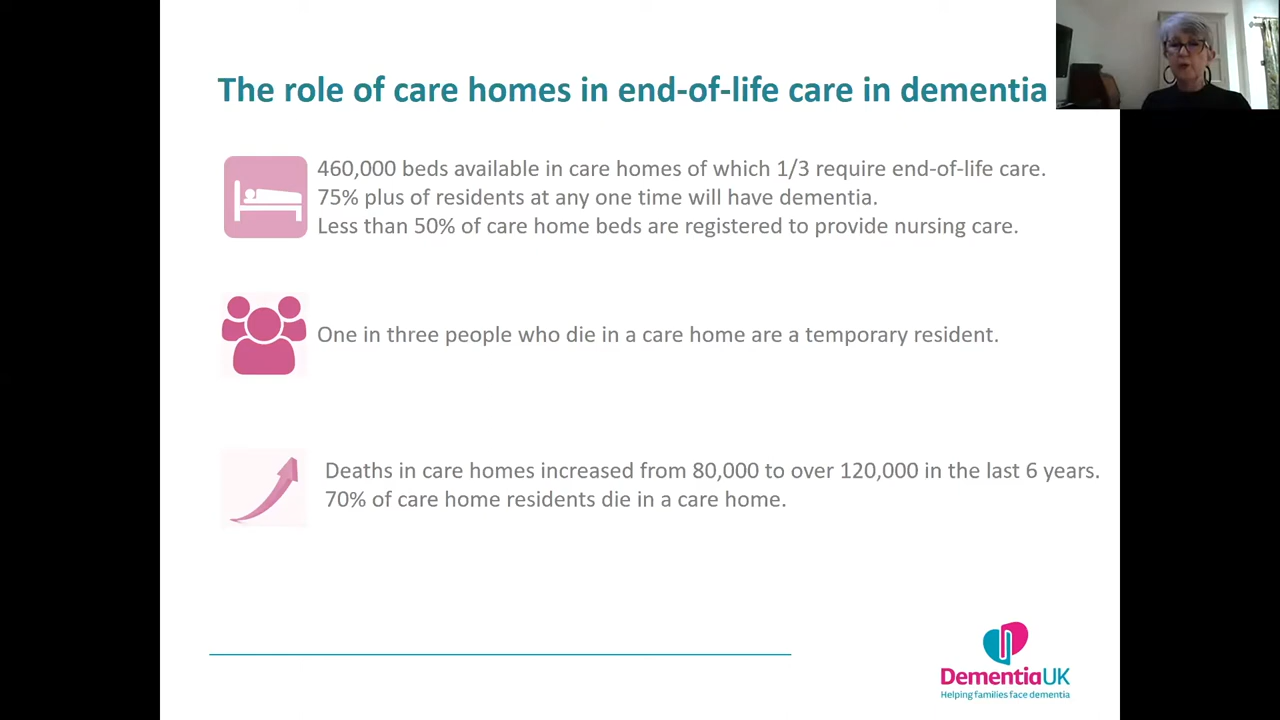 The role of care homes in end-of-life care in dementia
460,000 beds available in care homes of which 1/3 require end-of-life care.
75% plus of residents at any one time will have dementia.
Less than 50% of care home beds are registered to provide nursing care.
One in three people who die in a care home are a temporary resident.
Deaths in care homes increased from 80,000 to over 120,000 in the last 6 years.
70% of care home residents die in a care home.
DementiaUK
Helping families face dementia